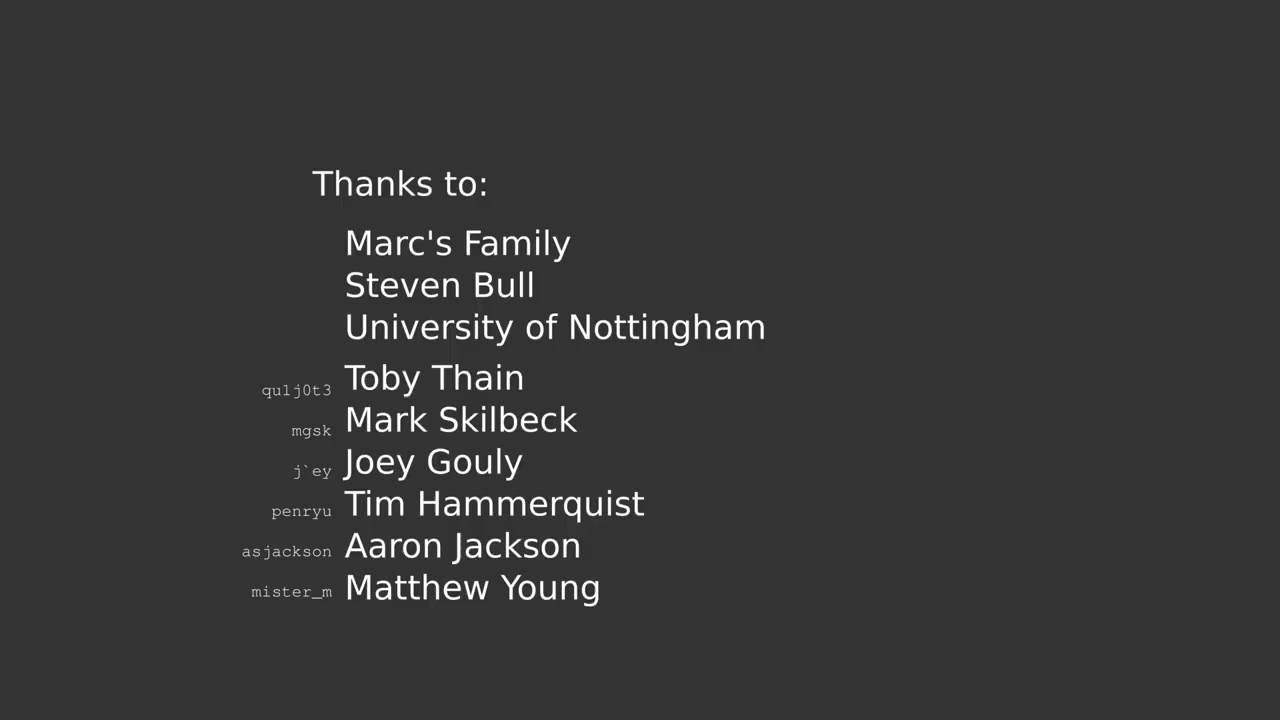 Thanks to:
Marc's Family
Steven Bull
University of Nottingham
qu1j0t3 Toby Thain
mgsk Mark Skilbeck
j`ey Joey Gouly
penryu Tim Hammerquist
asjackson Aaron Jackson
mister_m Matthew Young